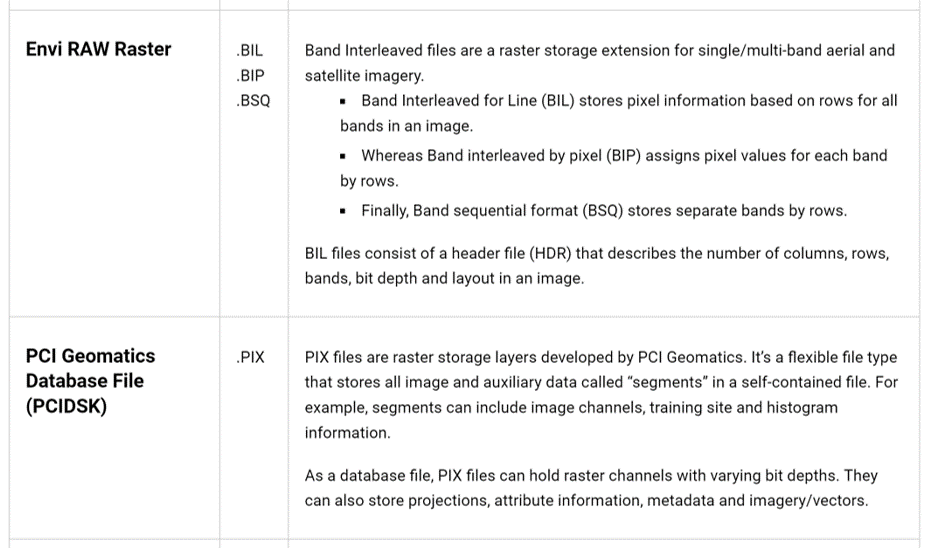 Envi RAW Raster
.BIL
.BIP
.BSQ
Band Interleaved files are a raster storage extension for single/multi-band aerial and
satellite imagery.
▪ Band Interleaved for Line (BIL) stores pixel information based on rows for all
bands in an image.
▪ Whereas Band interleaved by pixel (BIP) assigns pixel values for each band
by rows.
▪ Finally, Band sequential format (BSQ) stores separate bands by rows.
BIL files consist of a header file (HDR) that describes the number of columns, rows,
bands, bit depth and layout in an image.
PCI Geomatics
Database File
(PCIDSK)
.PIX
PIX files are raster storage layers developed by PCI Geomatics. It’s a flexible file type
that stores all image and auxiliary data called “segments” in a self-contained file. For
example, segments can include image channels, training site and histogram
information.
As a database file, PIX files can hold raster channels with varying bit depths. They
can also store projections, attribute information, metadata and imagery/vectors.